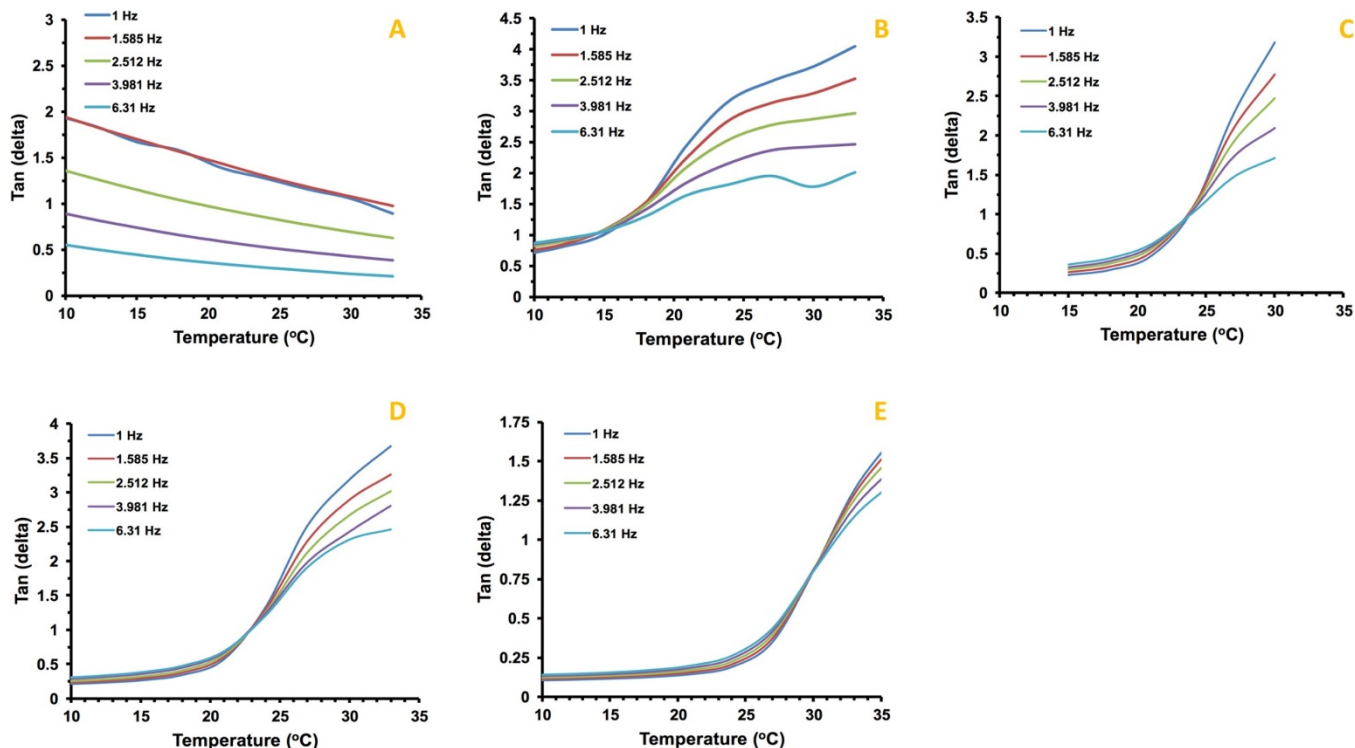 A
3
2.5
2
1.5
1
0.5
0
10 15 20 25 30 35
Tan (delta)
Temperature (oC)
1 Hz
1.585 Hz
2.512 Hz
3.981 Hz
6.31 Hz
B
4.5
4
3.5
3
2.5
2
1.5
1
0.5
0
10 15 20 25 30 35
Tan (delta)
Temperature (oC)
1 Hz
1.585 Hz
2.512 Hz
3.981 Hz
6.31 Hz
C
3.5
3
2.5
2
1.5
1
0.5
0
10 15 20 25 30 35
Tan (delta)
Temperature (oC)
1 Hz
1.585 Hz
2.512 Hz
3.981 Hz
6.31 Hz
D
4
3.5
3
2.5
2
1.5
1
0.5
0
10 15 20 25 30 35
Tan (delta)
Temperature (oC)
1 Hz
1.585 Hz
2.512 Hz
3.981 Hz
6.31 Hz
E
1.75
1.5
1.25
1
0.75
0.5
0.25
0
10 15 20 25 30 35
Tan (delta)
Temperature (oC)
1 Hz
1.585 Hz
2.512 Hz
3.981 Hz
6.31 Hz